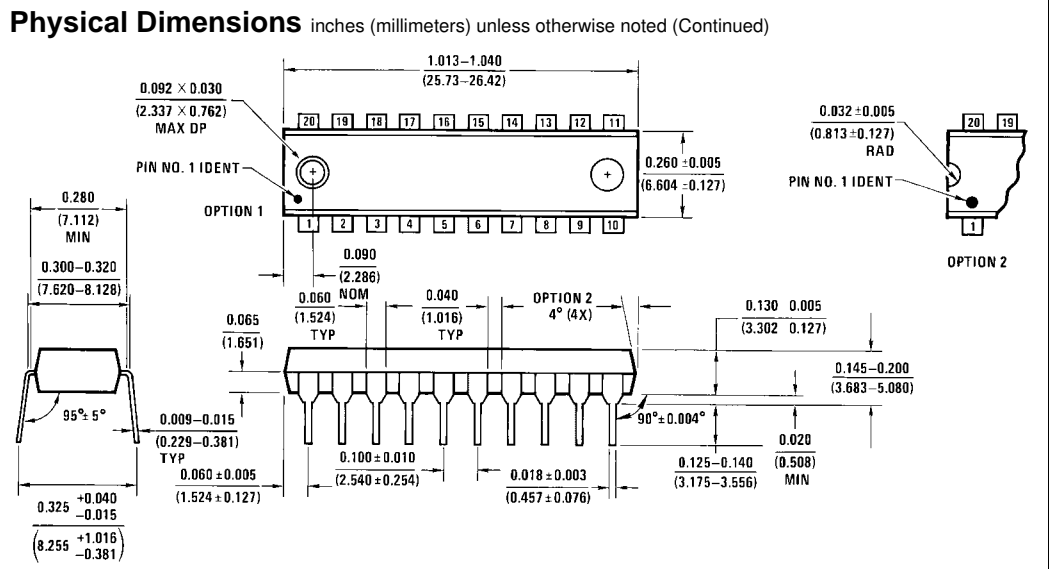 Physical Dimensions inches (millimeters) unless otherwise noted (Continued)
1.013–1.040
(25.73–26.42)
0.092 × 0.030
(2.337 × 0.762)
MAX DP
20 19 18 17 16 15 14 13 12 11
PIN NO. 1 IDENT
OPTION 1
0.260 ±0.005
(6.604 ±0.127)
1 2 3 4 5 6 7 8 9 10
0.032 ±0.005
(0.813±0.127)
RAD
20 19
PIN NO. 1 IDENT
1
OPTION 2
0.280
(7.112)
MIN
0.300–0.320
(7.620–8.128)
0.090
(2.286)
NOM
0.060
(1.524)
TYP
0.040
(1.016)
TYP
OPTION 2
4° (4X)
0.130 0.005
(3.302 0.127)
0.065
(1.651)
0.145–0.200
(3.683–5.080)
95°± 5°
0.009–0.015
(0.229–0.381)
TYP
90°±0.004°
0.020
(0.508)
MIN
0.125–0.140
(3.175–3.556)
0.100 ±0.010
(2.540 ±0.254)
0.018 ±0.003
(0.457 ±0.076)
0.060 ±0.005
(1.524 ±0.127)
0.325 +0.040 -0.015
(8.255 +1.016 -0.381)